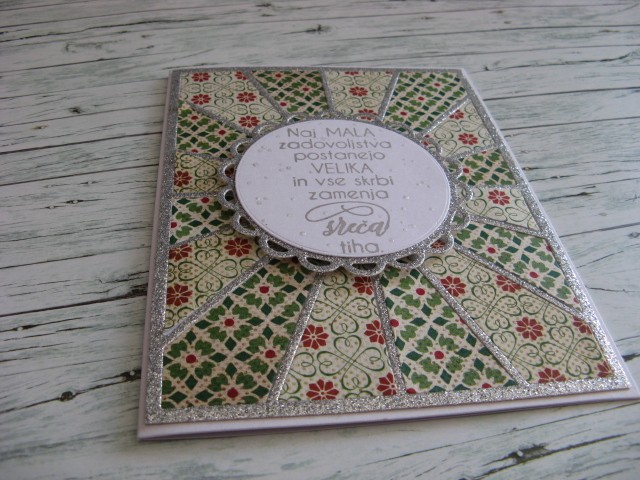 Naj MALA
zadovoljstva
postanejo
VELIKA
in vse skrbi
zamenja
sreča
tiha.